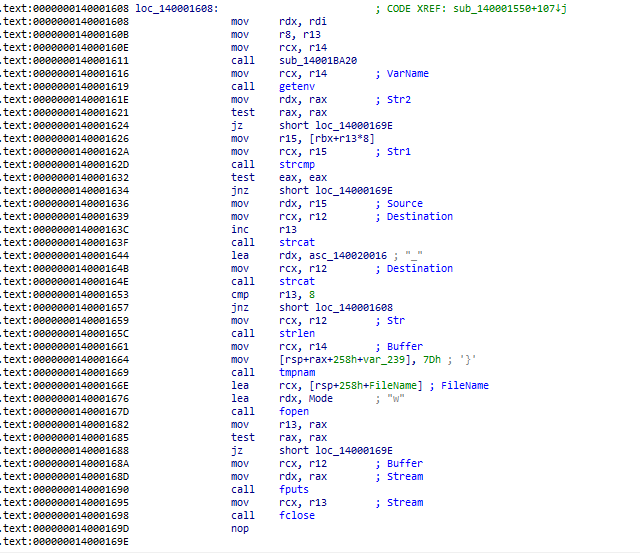 .text:0000000140001608 loc_140001608: ; CODE XREF: sub_140001550+107↓j
.text:0000000140001608 mov rdx, rdi
.text:000000014000160B mov r8, r13
.text:000000014000160E mov rcx, r14
.text:0000000140001611 call sub_14001BA20
.text:0000000140001616 mov rcx, r14 ; VarName
.text:0000000140001619 call getenv
.text:000000014000161E mov rdx, rax ; Str2
.text:0000000140001621 test rax, rax
.text:0000000140001624 jz short loc_14000169E
.text:0000000140001626 mov r15, [rbx+r13*8]
.text:000000014000162A mov rcx, r15 ; Str1
.text:000000014000162D call strcmp
.text:0000000140001632 test eax, eax
.text:0000000140001634 jnz short loc_14000169E
.text:0000000140001636 mov rdx, r15 ; Source
.text:0000000140001639 mov rcx, r12 ; Destination
.text:000000014000163C inc r13
.text:000000014000163F call strcat
.text:0000000140001644 lea rdx, asc_140020016 ; "_"
.text:000000014000164B mov rcx, r12 ; Destination
.text:000000014000164E call strcat
.text:0000000140001653 cmp r13, 8
.text:0000000140001657 jnz short loc_140001608
.text:0000000140001659 mov rcx, r12 ; Str
.text:000000014000165C call strlen
.text:0000000140001661 mov rcx, r14 ; Buffer
.text:0000000140001664 mov [rsp+rax+258h+var_239], 7Dh ; '}'
.text:0000000140001669 call tmpnam
.text:000000014000166E lea rcx, [rsp+258h+FileName] ; FileName
.text:0000000140001676 lea rdx, Mode ; "w"
.text:000000014000167D call fopen
.text:0000000140001682 mov r13, rax
.text:0000000140001685 test rax, rax
.text:0000000140001688 jz short loc_14000169E
.text:000000014000168A mov rcx, r12 ; Buffer
.text:000000014000168D mov rdx, rax ; Stream
.text:0000000140001690 call fputs
.text:0000000140001695 mov rcx, r13 ; Stream
.text:0000000140001698 call fclose
.text:000000014000169D nop
.text:000000014000169E